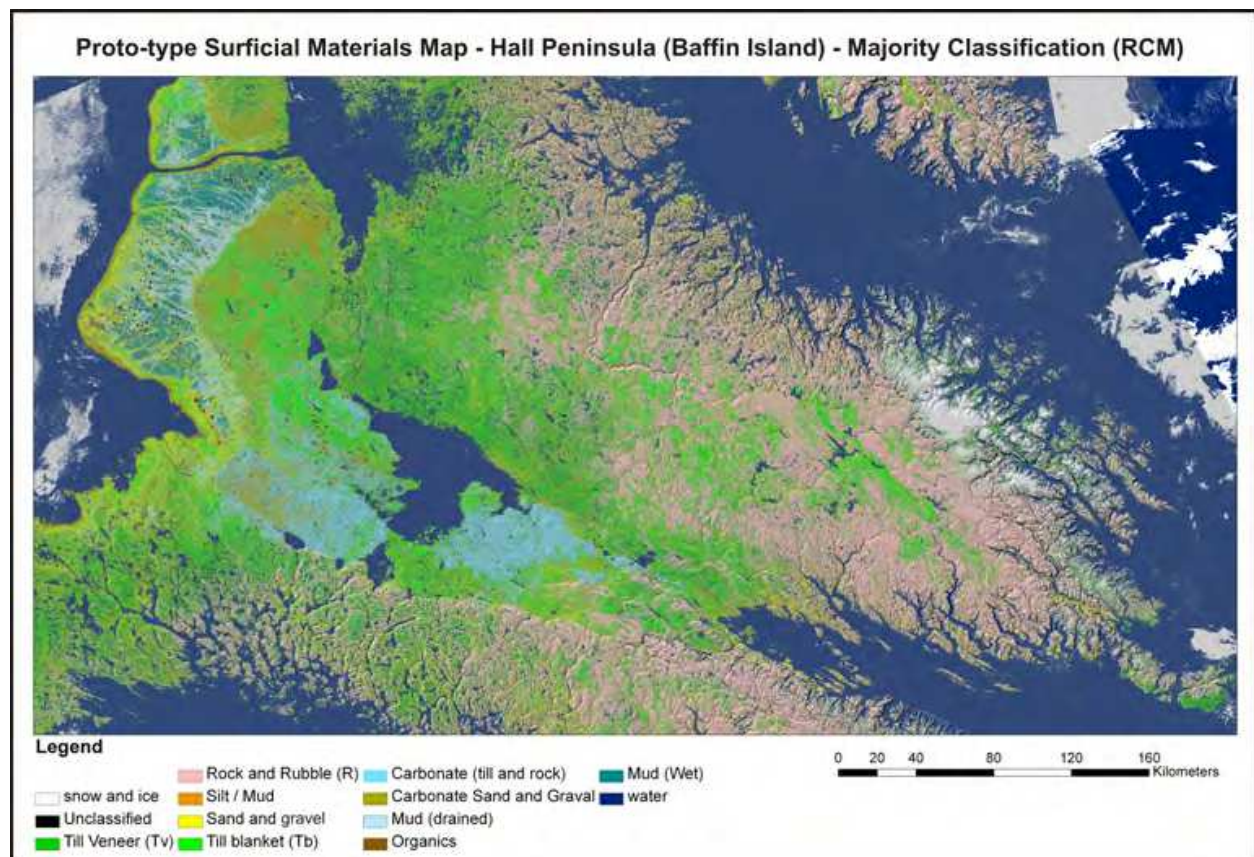 Proto-type Surficial Materials Map - Hall Peninsula (Baffin Island) - Majority Classification (RCM)
Legend
snow and ice
Unclassified
Till Veneer (Tv)
Rock and Rubble (R)
Silt / Mud
Sand and gravel
Till blanket (Tb)
Carbonate (till and rock)
Carbonate Sand and Graval
Mud (drained)
Organics
Mud (Wet)
water
0 20 40 80 120 160
Kilometers